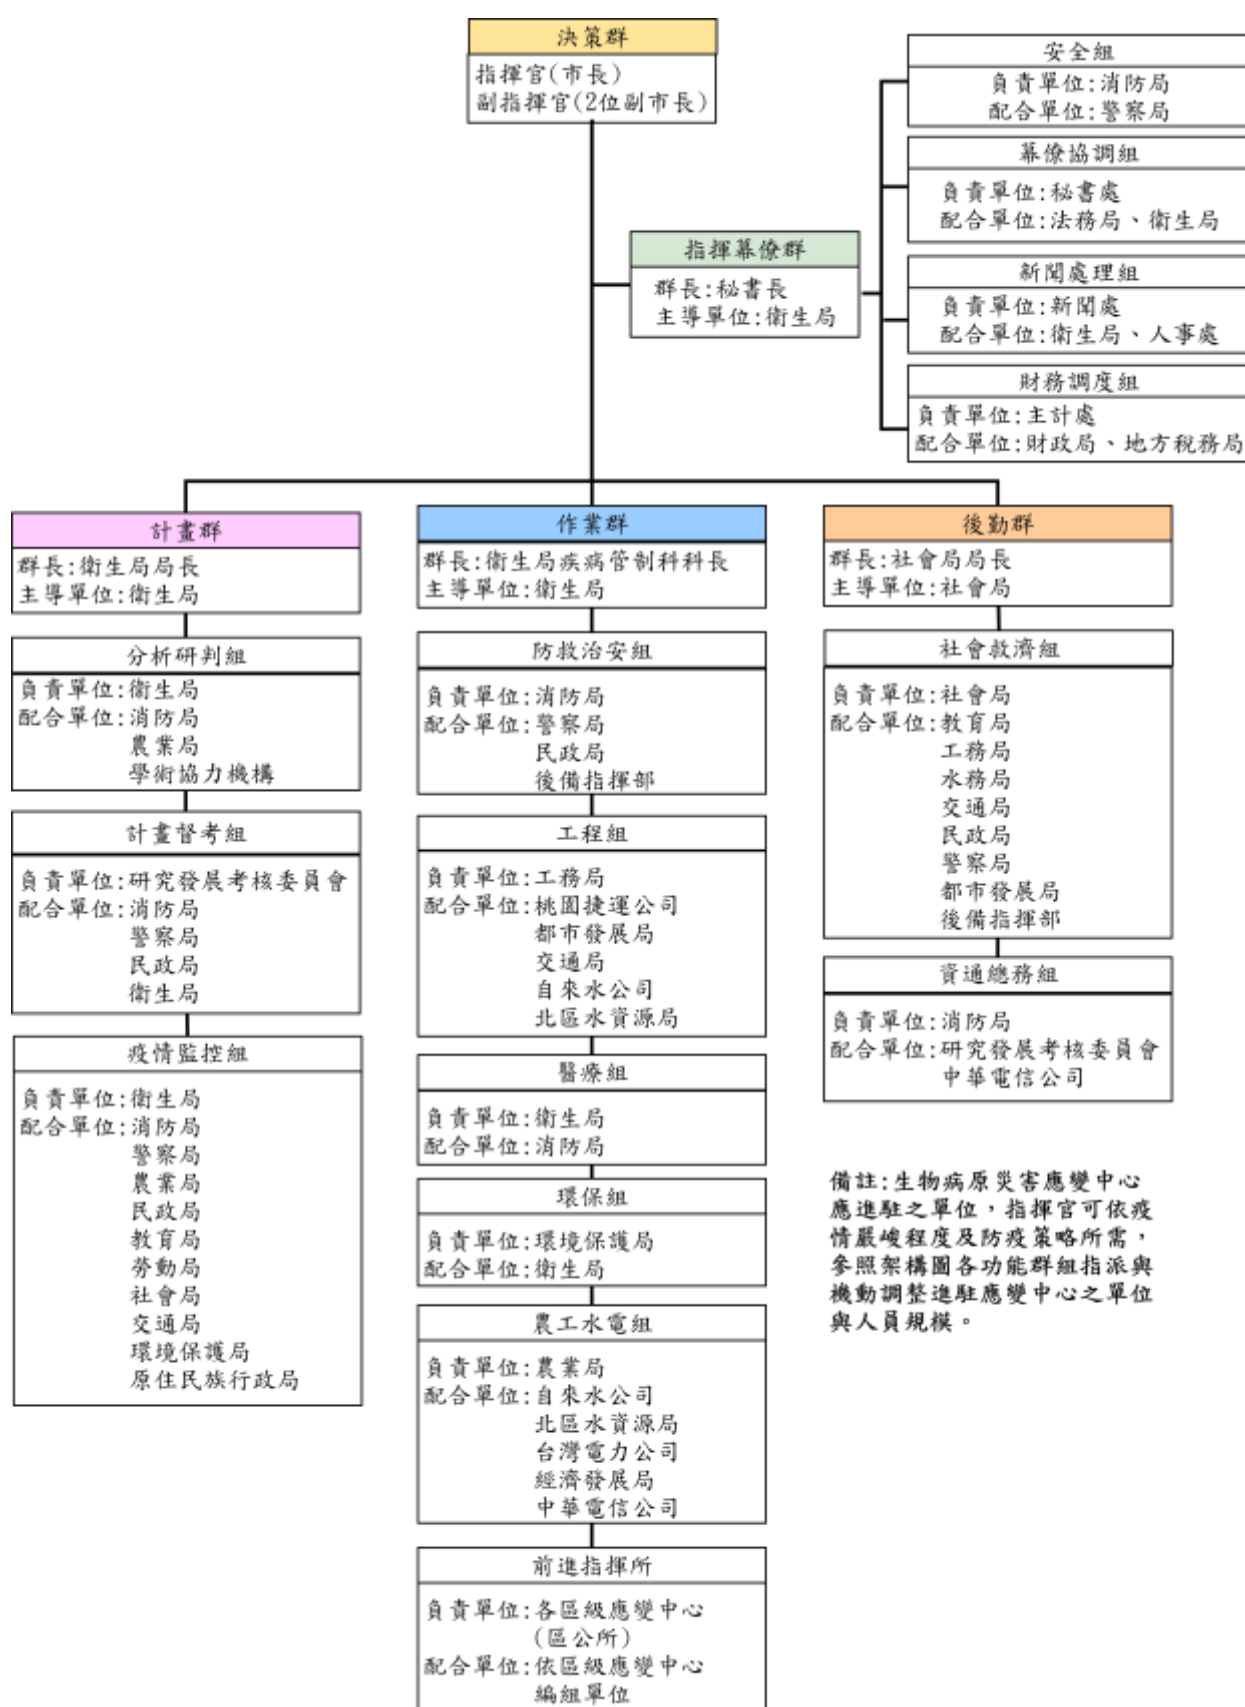 決策群
指揮官(市長)
副指揮官(2位副市長)
安全組
負責單位:消防局
配合單位:警察局
幕僚協調組
負責單位:秘書處
配合單位:法務局、衛生局
指揮幕僚群
群長:秘書長
主導單位:衛生局
新聞處理組
負責單位:新聞處
配合單位:衛生局、人事處
財務調度組
負責單位:主計處
配合單位:財政局、地方稅務局
計畫群
群長:衛生局局長
主導單位:衛生局
分析研判組
負責單位:衛生局
配合單位:消防局
農業局
學術協力機構
計畫督考組
負責單位:研究發展考核委員會
配合單位:消防局
警察局
民政局
衛生局
疫情監控組
負責單位:衛生局
配合單位:消防局
警察局
農業局
民政局
教育局
勞動局
社會局
交通局
環境保護局
原住民族行政局
作業群
群長:衛生局疾病管制科科長
主導單位:衛生局
防救治安組
負責單位:消防局
配合單位:警察局
民政局
後備指揮部
工程組
負責單位:工務局
配合單位:桃園捷運公司
都市發展局
交通局
自來水公司
北區水資源局
醫療組
負責單位:衛生局
配合單位:消防局
環保組
負責單位:環境保護局
配合單位:衛生局
農工水電組
負責單位:農業局
配合單位:自來水公司
北區水資源局
台灣電力公司
經濟發展局
中華電信公司
前進指揮所
負責單位:各區級應變中心
(區公所)
配合單位:依區級應變中心
編組單位
後勤群
群長:社會局局長
主導單位:社會局
社會救濟組
負責單位:社會局
配合單位:教育局
工務局
水務局
交通局
民政局
警察局
都市發展局
後備指揮部
資通總務組
負責單位:消防局
配合單位:研究發展考核委員會
中華電信公司
備註:生物病原災害應變中心
應進駐之單位，指揮官可依疫
情嚴峻程度及防疫策略所需，
參照架構圖各功能群組指派與
機動調整進駐應變中心之單位
與人員規模。